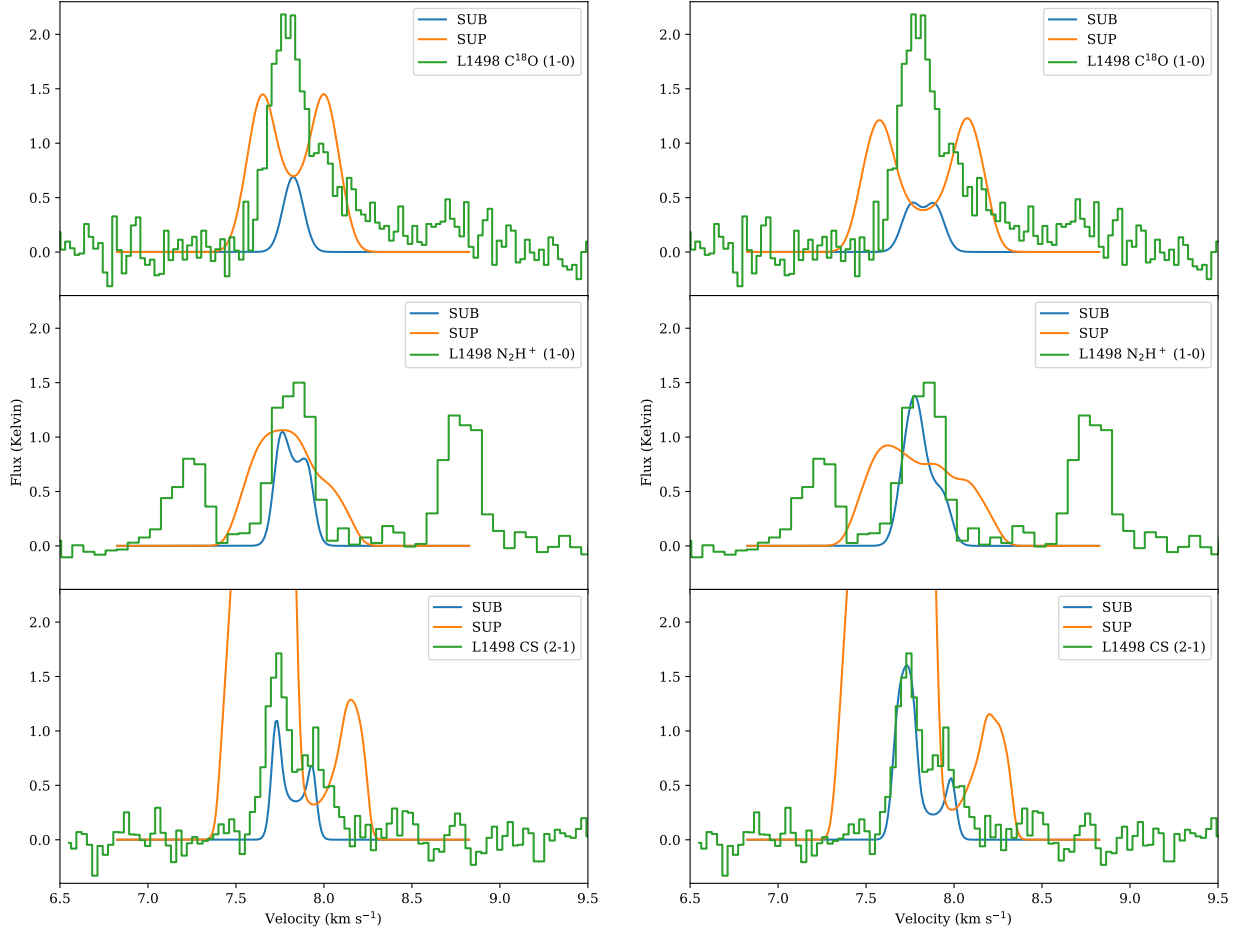 2.0
1.5
1.0
0.5
0.0
SUB
SUP
L1498 C¹⁸O (1-0)
SUB
SUP
L1498 C¹⁸O (1-0)
2.0
1.5
1.0
0.5
0.0
Flux (Kelvin)
2.0
1.5
1.0
0.5
0.0
SUB
SUP
L1498 N₂H⁺ (1-0)
Flux (Kelvin)
2.0
1.5
1.0
0.5
0.0
SUB
SUP
L1498 N₂H⁺ (1-0)
2.0
1.5
1.0
0.5
0.0
SUB
SUP
L1498 CS (2-1)
2.0
1.5
1.0
0.5
0.0
SUB
SUP
L1498 CS (2-1)
6.5 7.0 7.5 8.0 8.5 9.0 9.5
Velocity (km s⁻¹)
6.5 7.0 7.5 8.0 8.5 9.0 9.5
Velocity (km s⁻¹)